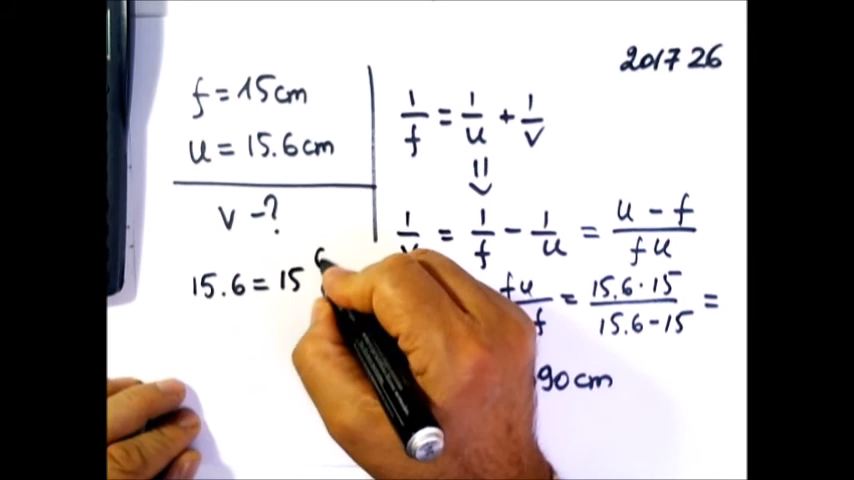 2017 26
f = 15cm
u = 15.6cm
v - ?
15.6 = 15
1/f = 1/u + 1/v
⇓
1/v = 1/f - 1/u = u - f / fu
fu / f = 15.6 · 15 / 15.6 - 15 =
90cm